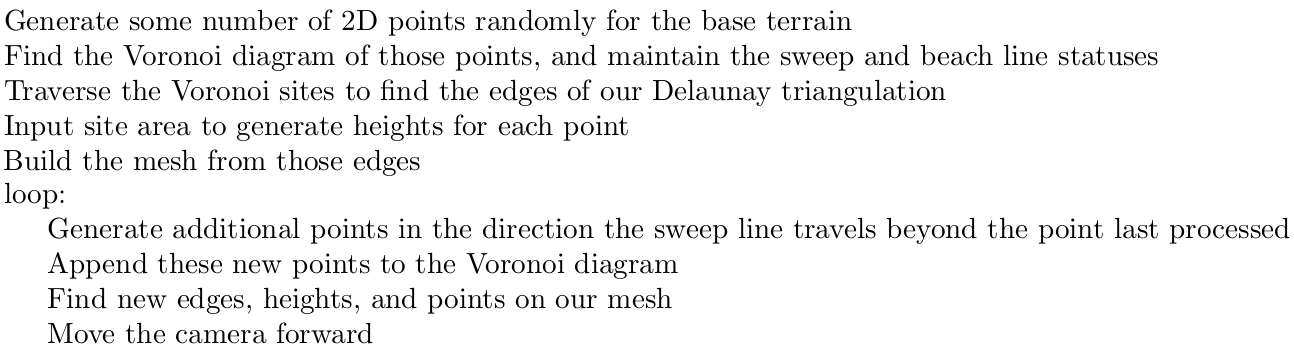 Generate some number of 2D points randomly for the base terrain
Find the Voronoi diagram of those points, and maintain the sweep and beach line statuses
Traverse the Voronoi sites to find the edges of our Delaunay triangulation
Input site area to generate heights for each point
Build the mesh from those edges
loop:
Generate additional points in the direction the sweep line travels beyond the point last processed
Append these new points to the Voronoi diagram
Find new edges, heights, and points on our mesh
Move the camera forward